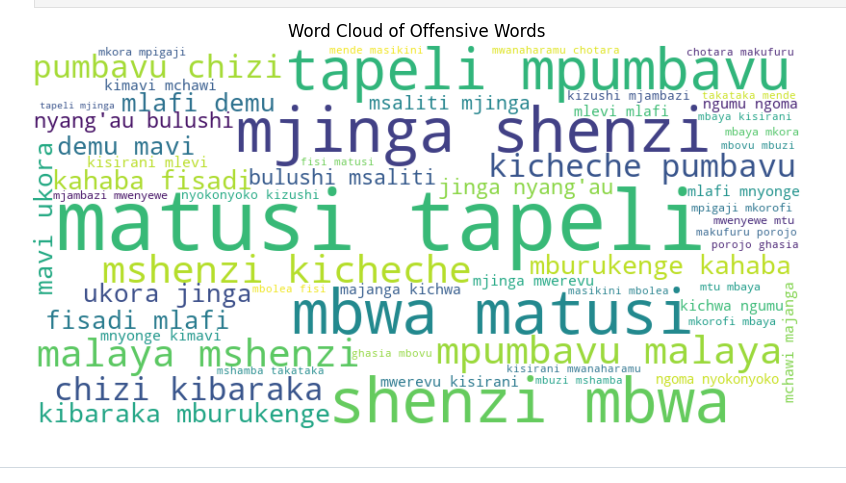 Word Cloud of Offensive Words
mkora mpigaji
mende masikini
mwanaharamu chotara
chotara makufuru
pumbavu chizi
tapeli mpumbavu
kimavi mchawi
tapeli mjinga
mlafi demu
msaliti mjinga
kizushi mjambazi
takataka mende
ngumu ngoma
mlevi mlafi
nyang'au bulushi
mjinga shenzi
mbaya kisirani
mbaya mkora
demu mavi
mbovu mbuzi
kisirani mlevi
fisi matusi
kicheche pumbavu
kahaba fisadi
bulushi msaliti
jinga nyang'au
mlafi mnyonge
mjambazi mwenyewe
nyokonyoko kizushi
mavi ukora
matusi tapeli
mpigaji mkorofi
mwenyewe mtu
makufuru porojo
porojo ghasia
mshenzi kicheche
mburukenge kahaba
mjinga mwerevu
ukora jinga
mbolea fisi
majanga kichwa
masikini mbolea
mtu mbaya
mbwa matusi
kichwa ngumu
fisadi mlafi
mkorofi mbaya
mnyonge kimavi
mchawi majanga
malaya mshenzi
ghasia mbovu
mpumbavu malaya
mshamba takataka
kisirani mwanaharamu
chizi kibaraka
mwerevu kisirani
mbuzi mshamba
ngoma nyokonyoko
kibaraka mburukenge
shenzi mbwa